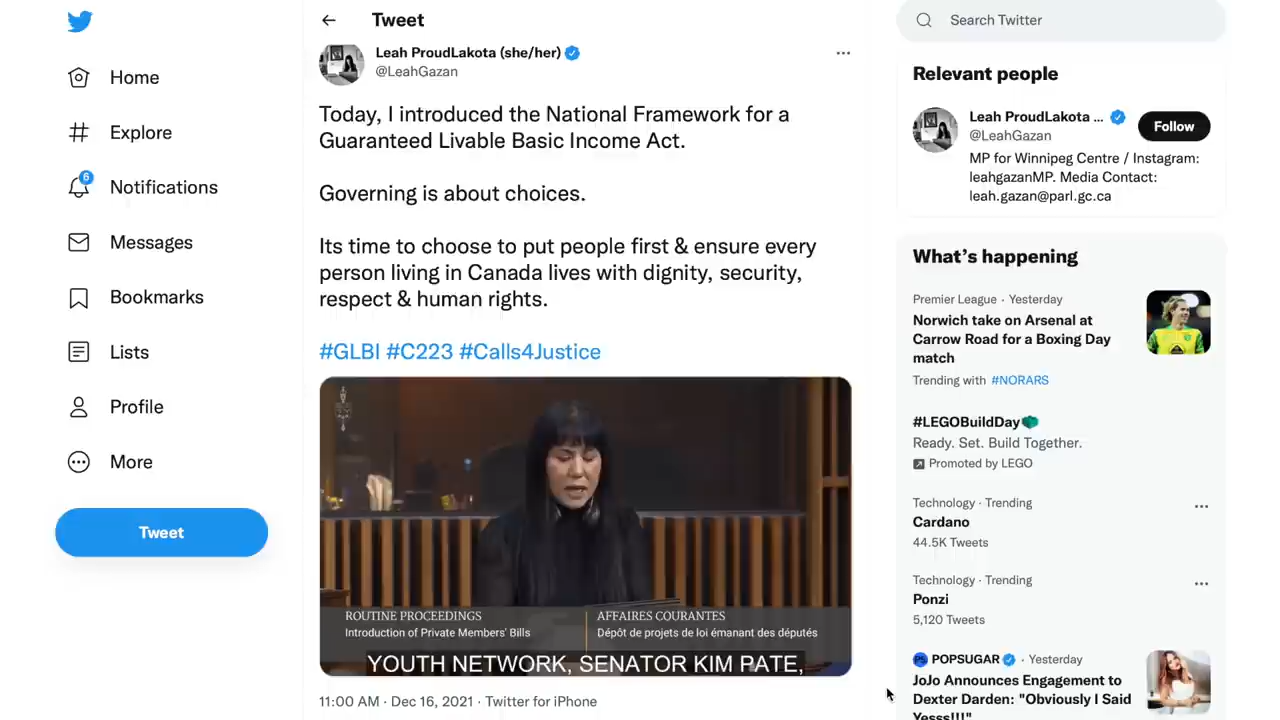 Tweet
Search Twitter
Home
Explore
6
Notifications
Messages
Bookmarks
Lists
Profile
More
Tweet
Leah ProudLakota (she/her)
@LeahGazan
Today, I introduced the National Framework for a
Guaranteed Livable Basic Income Act.
Governing is about choices.
Its time to choose to put people first & ensure every
person living in Canada lives with dignity, security,
respect & human rights.
#GLBI #C223 #Calls4Justice
ROUTINE PROCEEDINGS
Introduction of Private Members' Bills
AFFAIRES COURANTES
Dépôt de projets de loi émanant des députés
YOUTH NETWORK, SENATOR KIM PATE,
11:00 AM · Dec 16, 2021 · Twitter for iPhone
Relevant people
Leah ProudLakota ...
@LeahGazan
Follow
MP for Winnipeg Centre / Instagram:
leahgazanMP. Media Contact:
leah.gazan@parl.gc.ca
What's happening
Premier League · Yesterday
Norwich take on Arsenal at
Carrow Road for a Boxing Day
match
Trending with #NORARS
#LEGOBuildDay
Ready. Set. Build Together.
Promoted by LEGO
Technology · Trending
Cardano
44.5K Tweets
Technology · Trending
Ponzi
5,120 Tweets
POPSUGAR · Yesterday
JoJo Announces Engagement to
Dexter Darden: "Obviously I Said
Yesss!!!"